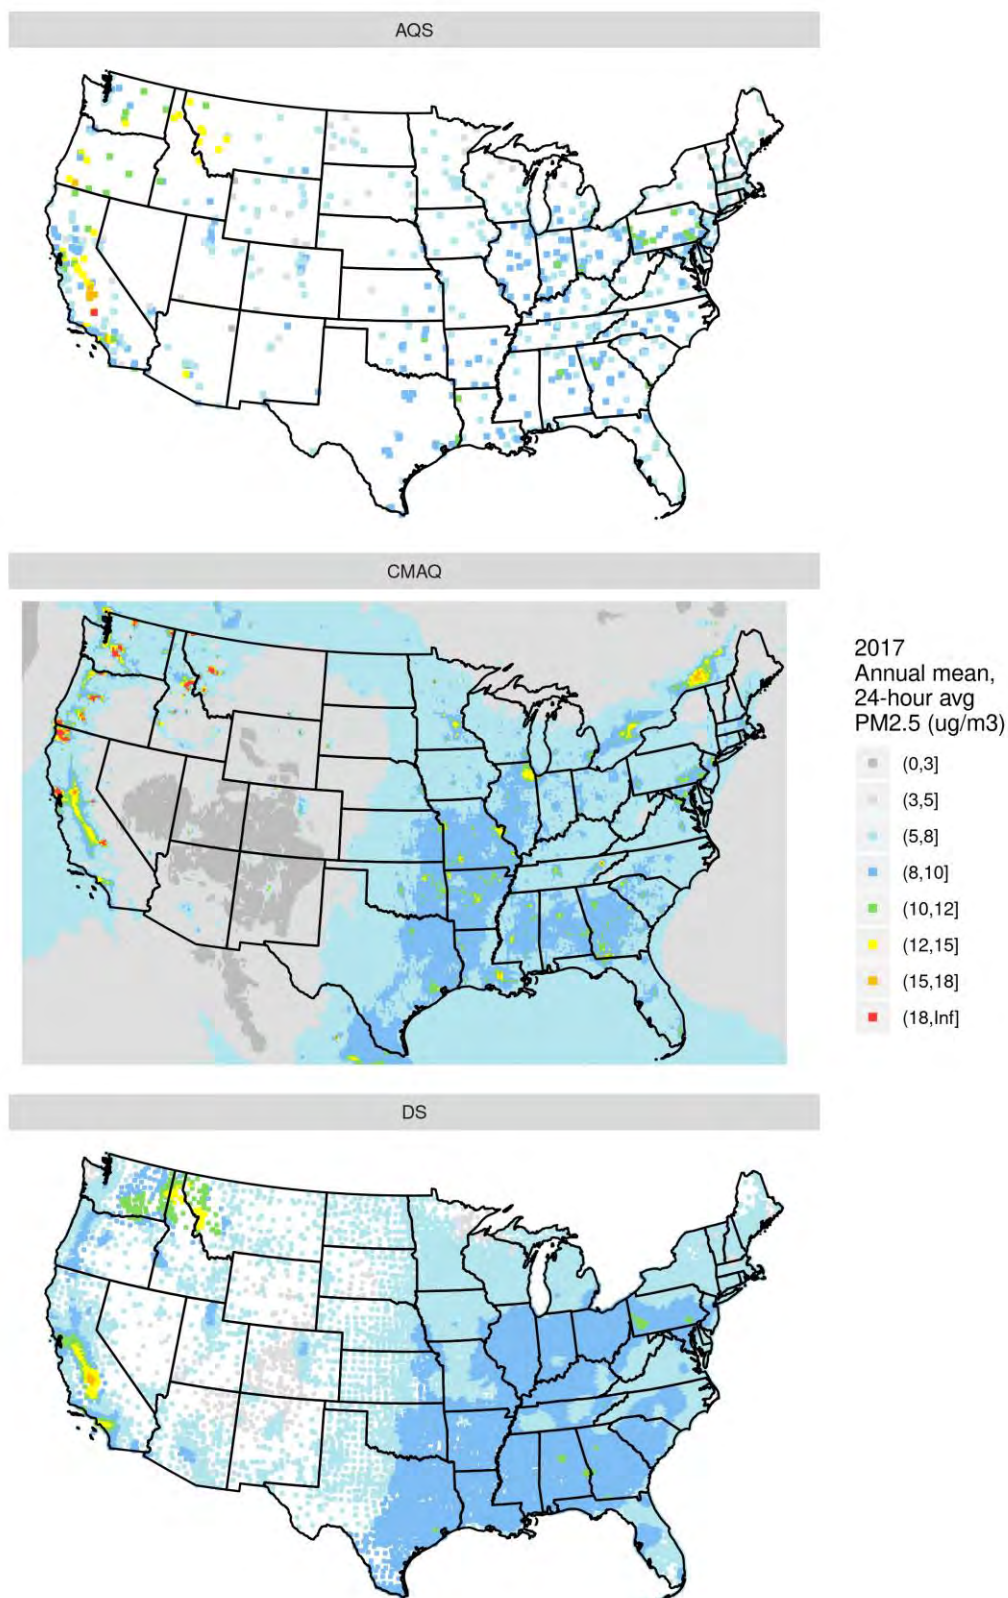 AQS
CMAQ
2017
Annual mean,
24-hour avg
PM2.5 (ug/m3)
(0,3]
(3,5]
(5,8]
(8,10]
(10,12]
(12,15]
(15,18]
(18,Inf]
DS